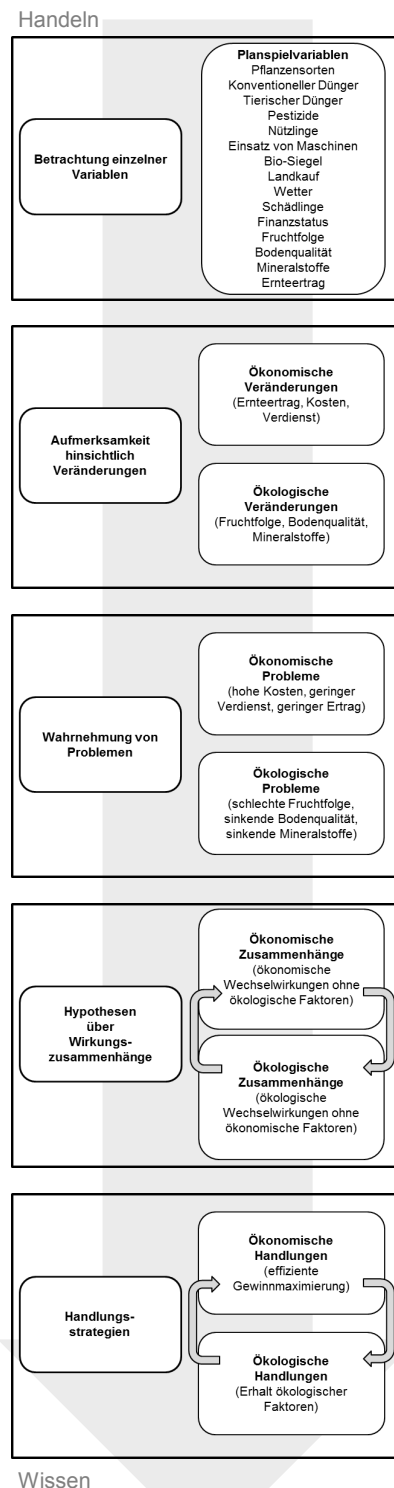 Handeln
Betrachtung einzelner
Variablen
Planspielvariablen
Pflanzensorten
Konventioneller Dünger
Tierischer Dünger
Pestizide
Nützlinge
Einsatz von Maschinen
Bio-Siegel
Landkauf
Wetter
Schädlinge
Finanzstatus
Fruchtfolge
Bodenqualität
Mineralstoffe
Ernteertrag
Aufmerksamkeit
hinsichtlich
Veränderungen
Ökonomische
Veränderungen
(Ernteertrag, Kosten,
Verdienst)
Ökologische
Veränderungen
(Fruchtfolge, Bodenqualität,
Mineralstoffe)
Wahrnehmung von
Problemen
Ökonomische
Probleme
(hohe Kosten, geringer
Verdienst, geringer Ertrag)
Ökologische
Probleme
(schlechte Fruchtfolge,
sinkende Bodenqualität,
sinkende Mineralstoffe)
Hypothesen
über
Wirkungs-
zusammenhänge
Ökonomische
Zusammenhänge
(ökonomische
Wechselwirkungen ohne
ökologische Faktoren)
Ökologische
Zusammenhänge
(ökologische
Wechselwirkungen ohne
ökonomische Faktoren)
Handlungs-
strategien
Ökonomische
Handlungen
(effiziente
Gewinnmaximierung)
Ökologische
Handlungen
(Erhalt ökologischer
Faktoren)
Wissen